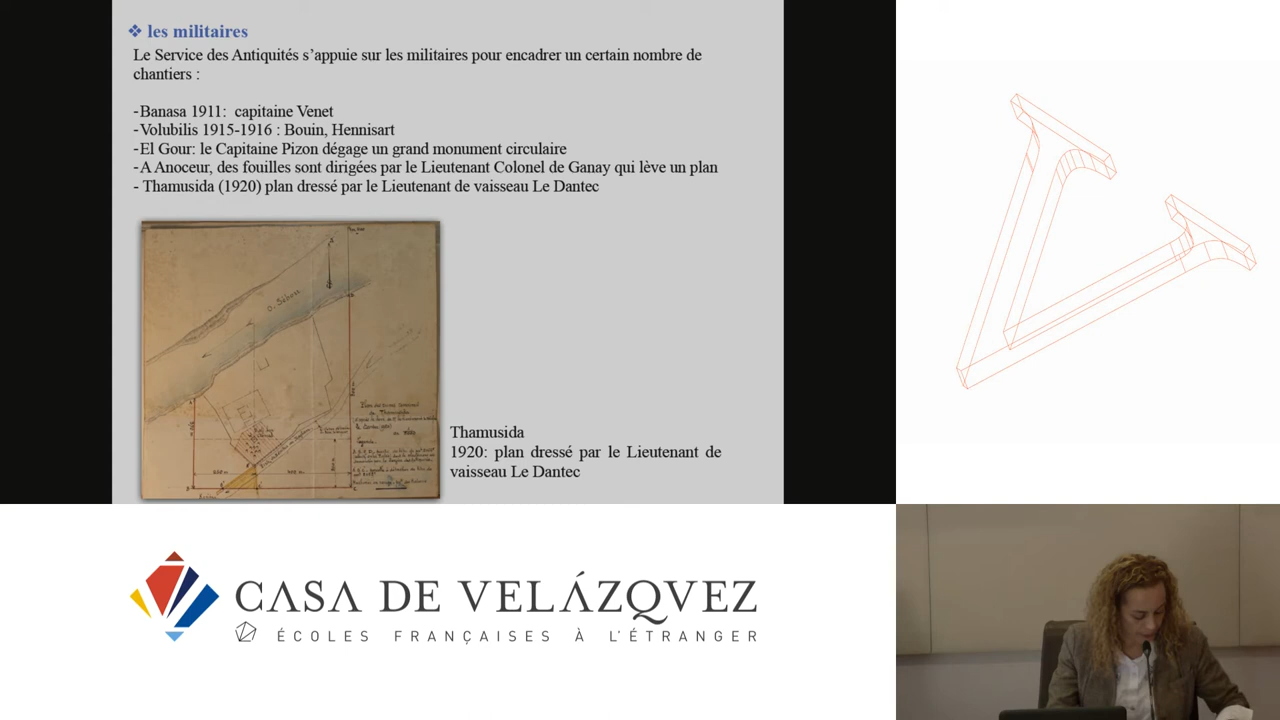 ❖ les militaires
Le Service des Antiquités s'appuie sur les militaires pour encadrer un certain nombre de
chantiers :
-Banasa 1911: capitaine Venet
-Volubilis 1915-1916 : Bouin, Hennisart
-El Gour: le Capitaine Pizon dégage un grand monument circulaire
-A Anoceur, des fouilles sont dirigées par le Lieutenant Colonel de Ganay qui lève un plan
- Thamusida (1920) plan dressé par le Lieutenant de vaisseau Le Dantec
O. Sebou
Thamusida
1920: plan dressé par le Lieutenant de
vaisseau Le Dantec
CASA DE VELÁZQVEZ
ÉCOLES FRANÇAISES À L'ÉTRANGER